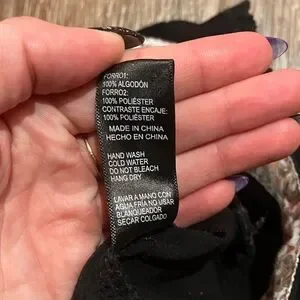 FORRO1:
100% ALGODÓN
FORRO2:
100% POLIÉSTER
CONTRASTE ENCAJE:
100% POLIÉSTER
MADE IN CHINA
HECHO EN CHINA
HAND WASH
COLD WATER
DO NOT BLEACH
HANG DRY
LAVAR A MANO CON
AGUA FRIA NO USAR
BLANQUEADOR
SECAR COLGADO